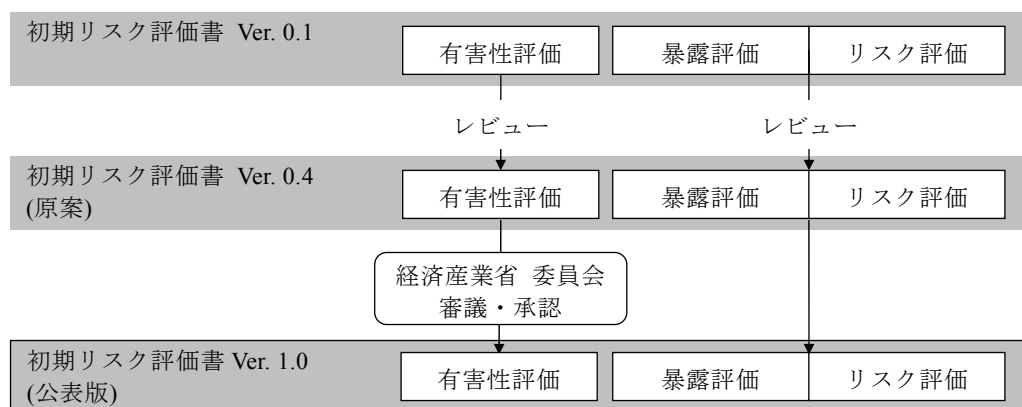 初期リスク評価書 Ver. 0.1
有害性評価 暴露評価 リスク評価
レビュー レビュー
初期リスク評価書 Ver. 0.4
(原案)
有害性評価 暴露評価 リスク評価
経済産業省 委員会
審議・承認
初期リスク評価書 Ver. 1.0
(公表版)
有害性評価 暴露評価 リスク評価